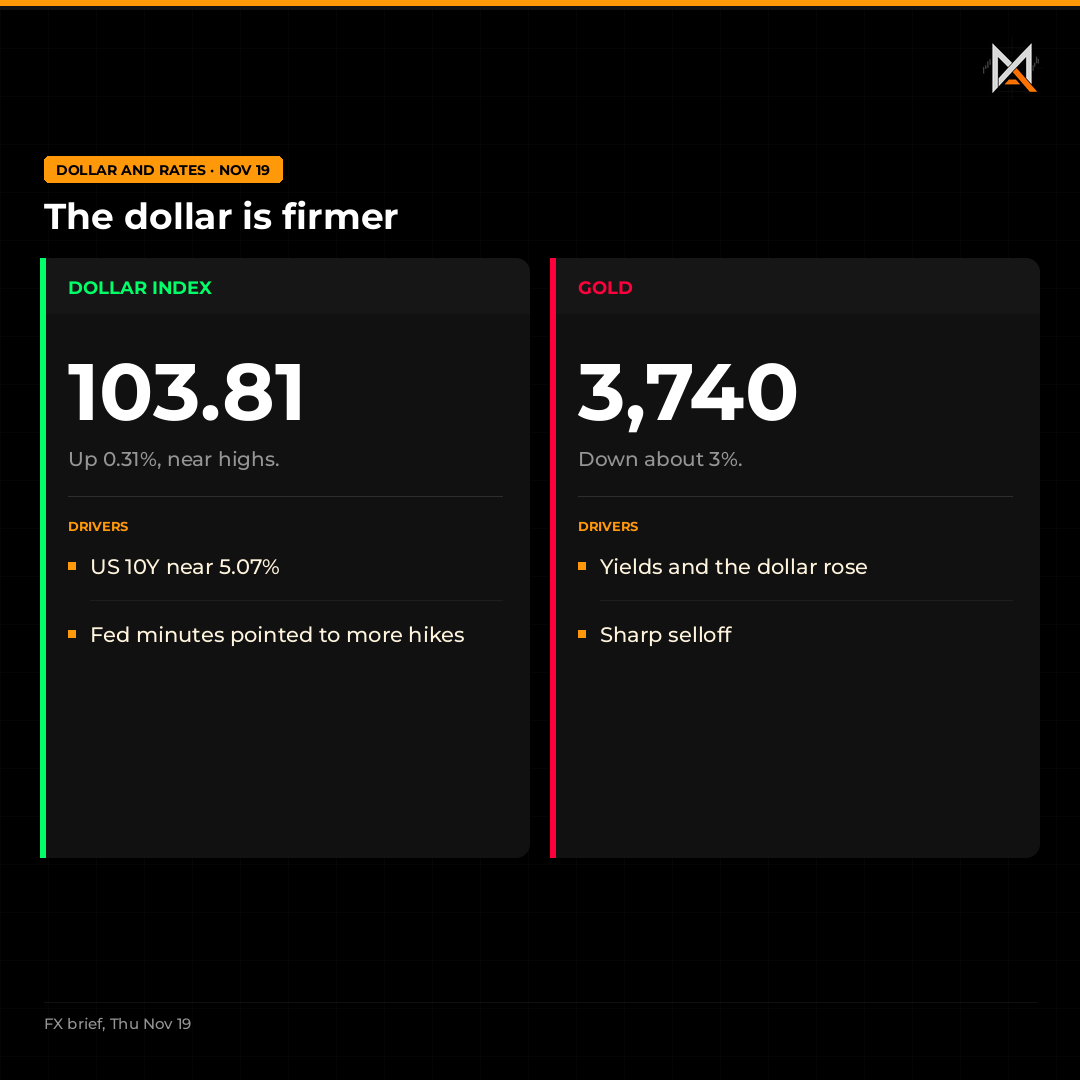 DOLLAR AND RATES · NOV 19
The dollar is firmer
DOLLAR INDEX
103.81
Up 0.31%, near highs.
DRIVERS
US 10Y near 5.07%
Fed minutes pointed to more hikes
GOLD
3,740
Down about 3%.
DRIVERS
Yields and the dollar rose
Sharp selloff
FX brief, Thu Nov 19